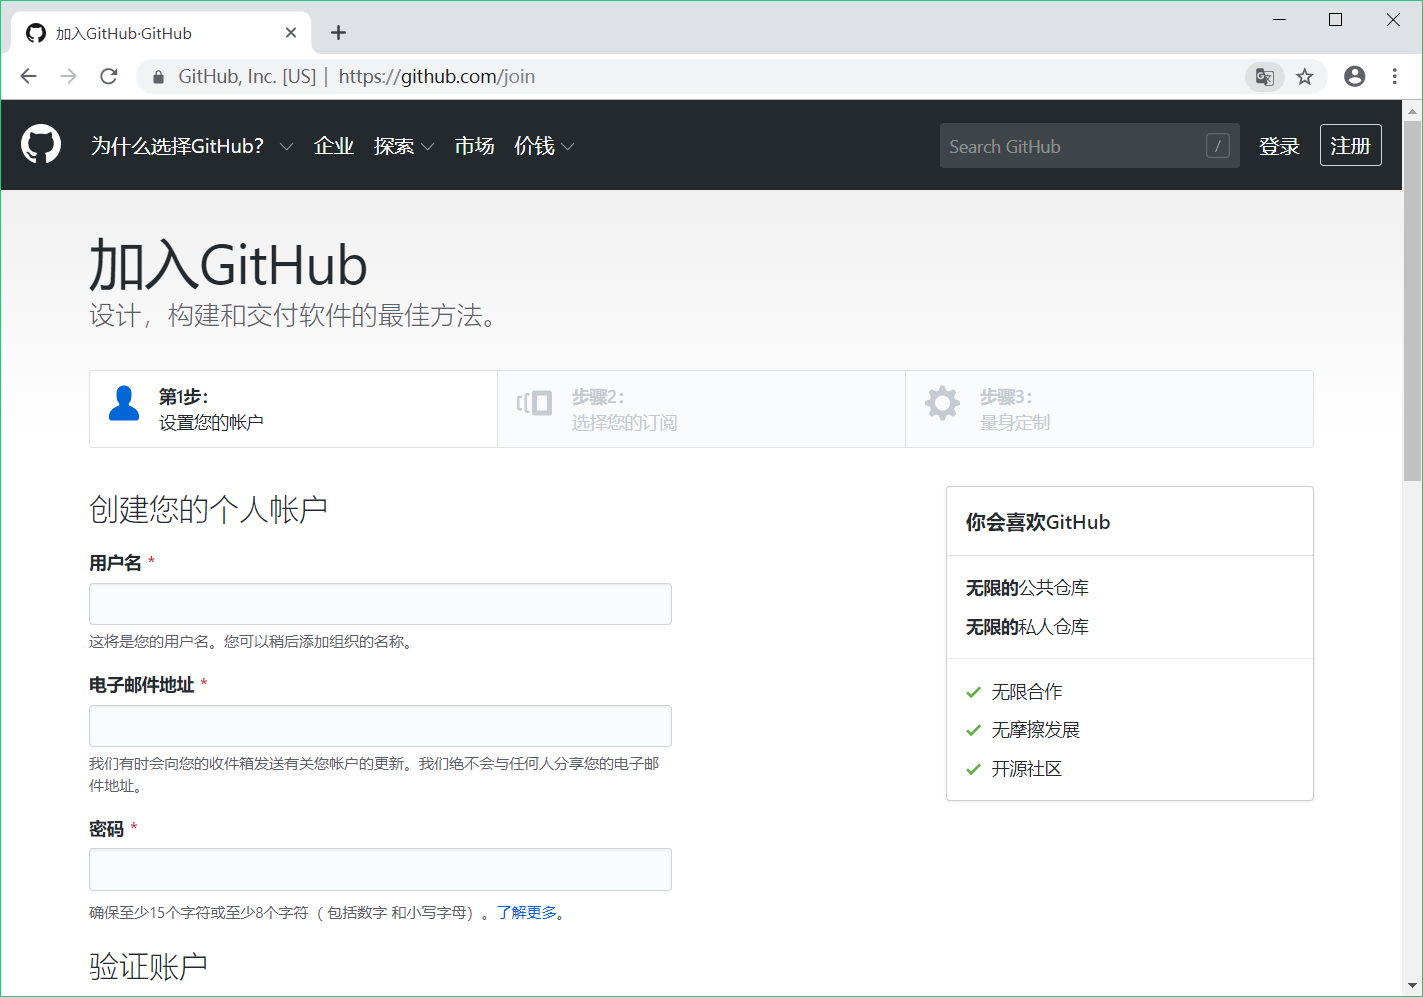 加入GitHub·GitHub
GitHub, Inc. [US] | https://github.com/join
为什么选择GitHub? 企业 探索 市场 价钱 Search GitHub / 登录 注册
加入GitHub
设计，构建和交付软件的最佳方法。
第1步：
设置您的帐户
步骤2：
选择您的订阅
步骤3：
量身定制
创建您的个人帐户
用户名 *
这将是您的用户名。您可以稍后添加组织的名称。
电子邮件地址 *
我们有时会向您的收件箱发送有关您帐户的更新。我们绝不会与任何人分享您的电子邮
件地址。
密码 *
确保至少15个字符或至少8个字符（ 包括数字 和小写字母）。了解更多。
验证账户
你会喜欢GitHub
无限的公共仓库
无限的私人仓库
无限合作
无摩擦发展
开源社区